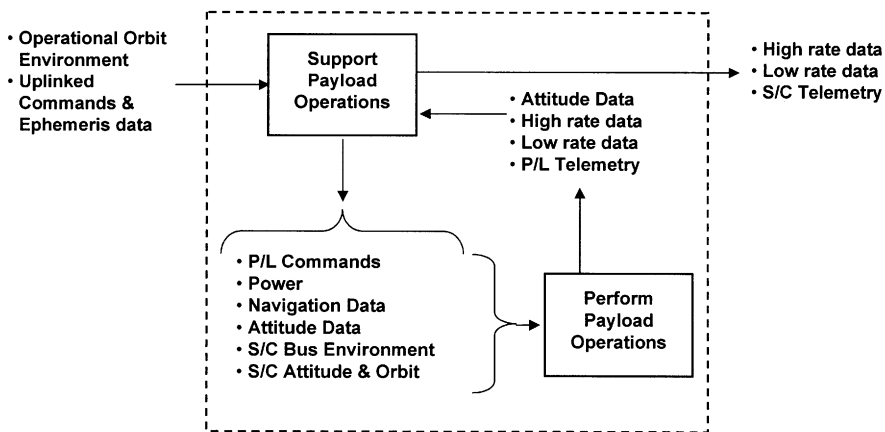 • Operational Orbit
Environment
• Uplinked
Commands &
Ephemeris data
Support
Payload
Operations
• High rate data
• Low rate data
• S/C Telemetry
• Attitude Data
• High rate data
• Low rate data
• P/L Telemetry
• P/L Commands
• Power
• Navigation Data
• Attitude Data
• S/C Bus Environment
• S/C Attitude & Orbit
Perform
Payload
Operations